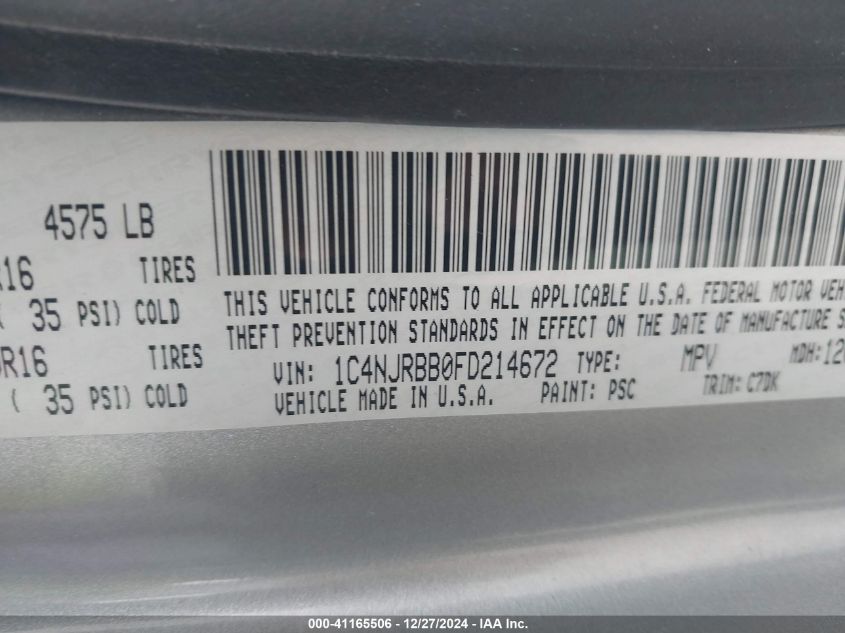 4575 LB
R16 TIRES
( 35 PSI) COLD
R16 TIRES
( 35 PSI) COLD
THIS VEHICLE CONFORMS TO ALL APPLICABLE U.S.A. FEDERAL MOTOR VEH
THEFT PREVENTION STANDARDS IN EFFECT ON THE DATE OF MANUFACTURE S
VIN: 1C4NJRBB0FD214672 TYPE: MPV MDH: 12
VEHICLE MADE IN U.S.A. PAINT: PSC TRIM: C7DK
000-41165506 - 12/27/2024 - IAA Inc.